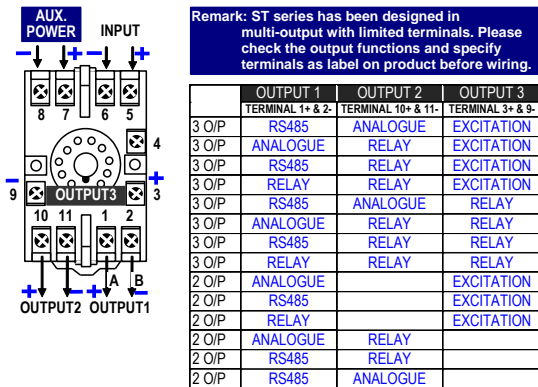 AUX.
POWER
INPUT
– + – +
8 7 6 5
4
– +
9 OUTPUT3 3
10 11 1 2
A B
+ – + –
OUTPUT2 OUTPUT1
Remark: ST series has been designed in
multi-output with limited terminals. Please
check the output functions and specify
terminals as label on product before wiring.
OUTPUT 1 OUTPUT 2 OUTPUT 3
TERMINAL 1+ & 2- TERMINAL 10+ & 11- TERMINAL 3+ & 9-
3 O/P RS485 ANALOGUE EXCITATION
3 O/P ANALOGUE RELAY EXCITATION
3 O/P RS485 RELAY EXCITATION
3 O/P RELAY RELAY EXCITATION
3 O/P RS485 ANALOGUE RELAY
3 O/P ANALOGUE RELAY RELAY
3 O/P RS485 RELAY RELAY
3 O/P RELAY RELAY RELAY
2 O/P ANALOGUE EXCITATION
2 O/P RS485 EXCITATION
2 O/P RELAY EXCITATION
2 O/P ANALOGUE RELAY
2 O/P RS485 RELAY
2 O/P RS485 ANALOGUE